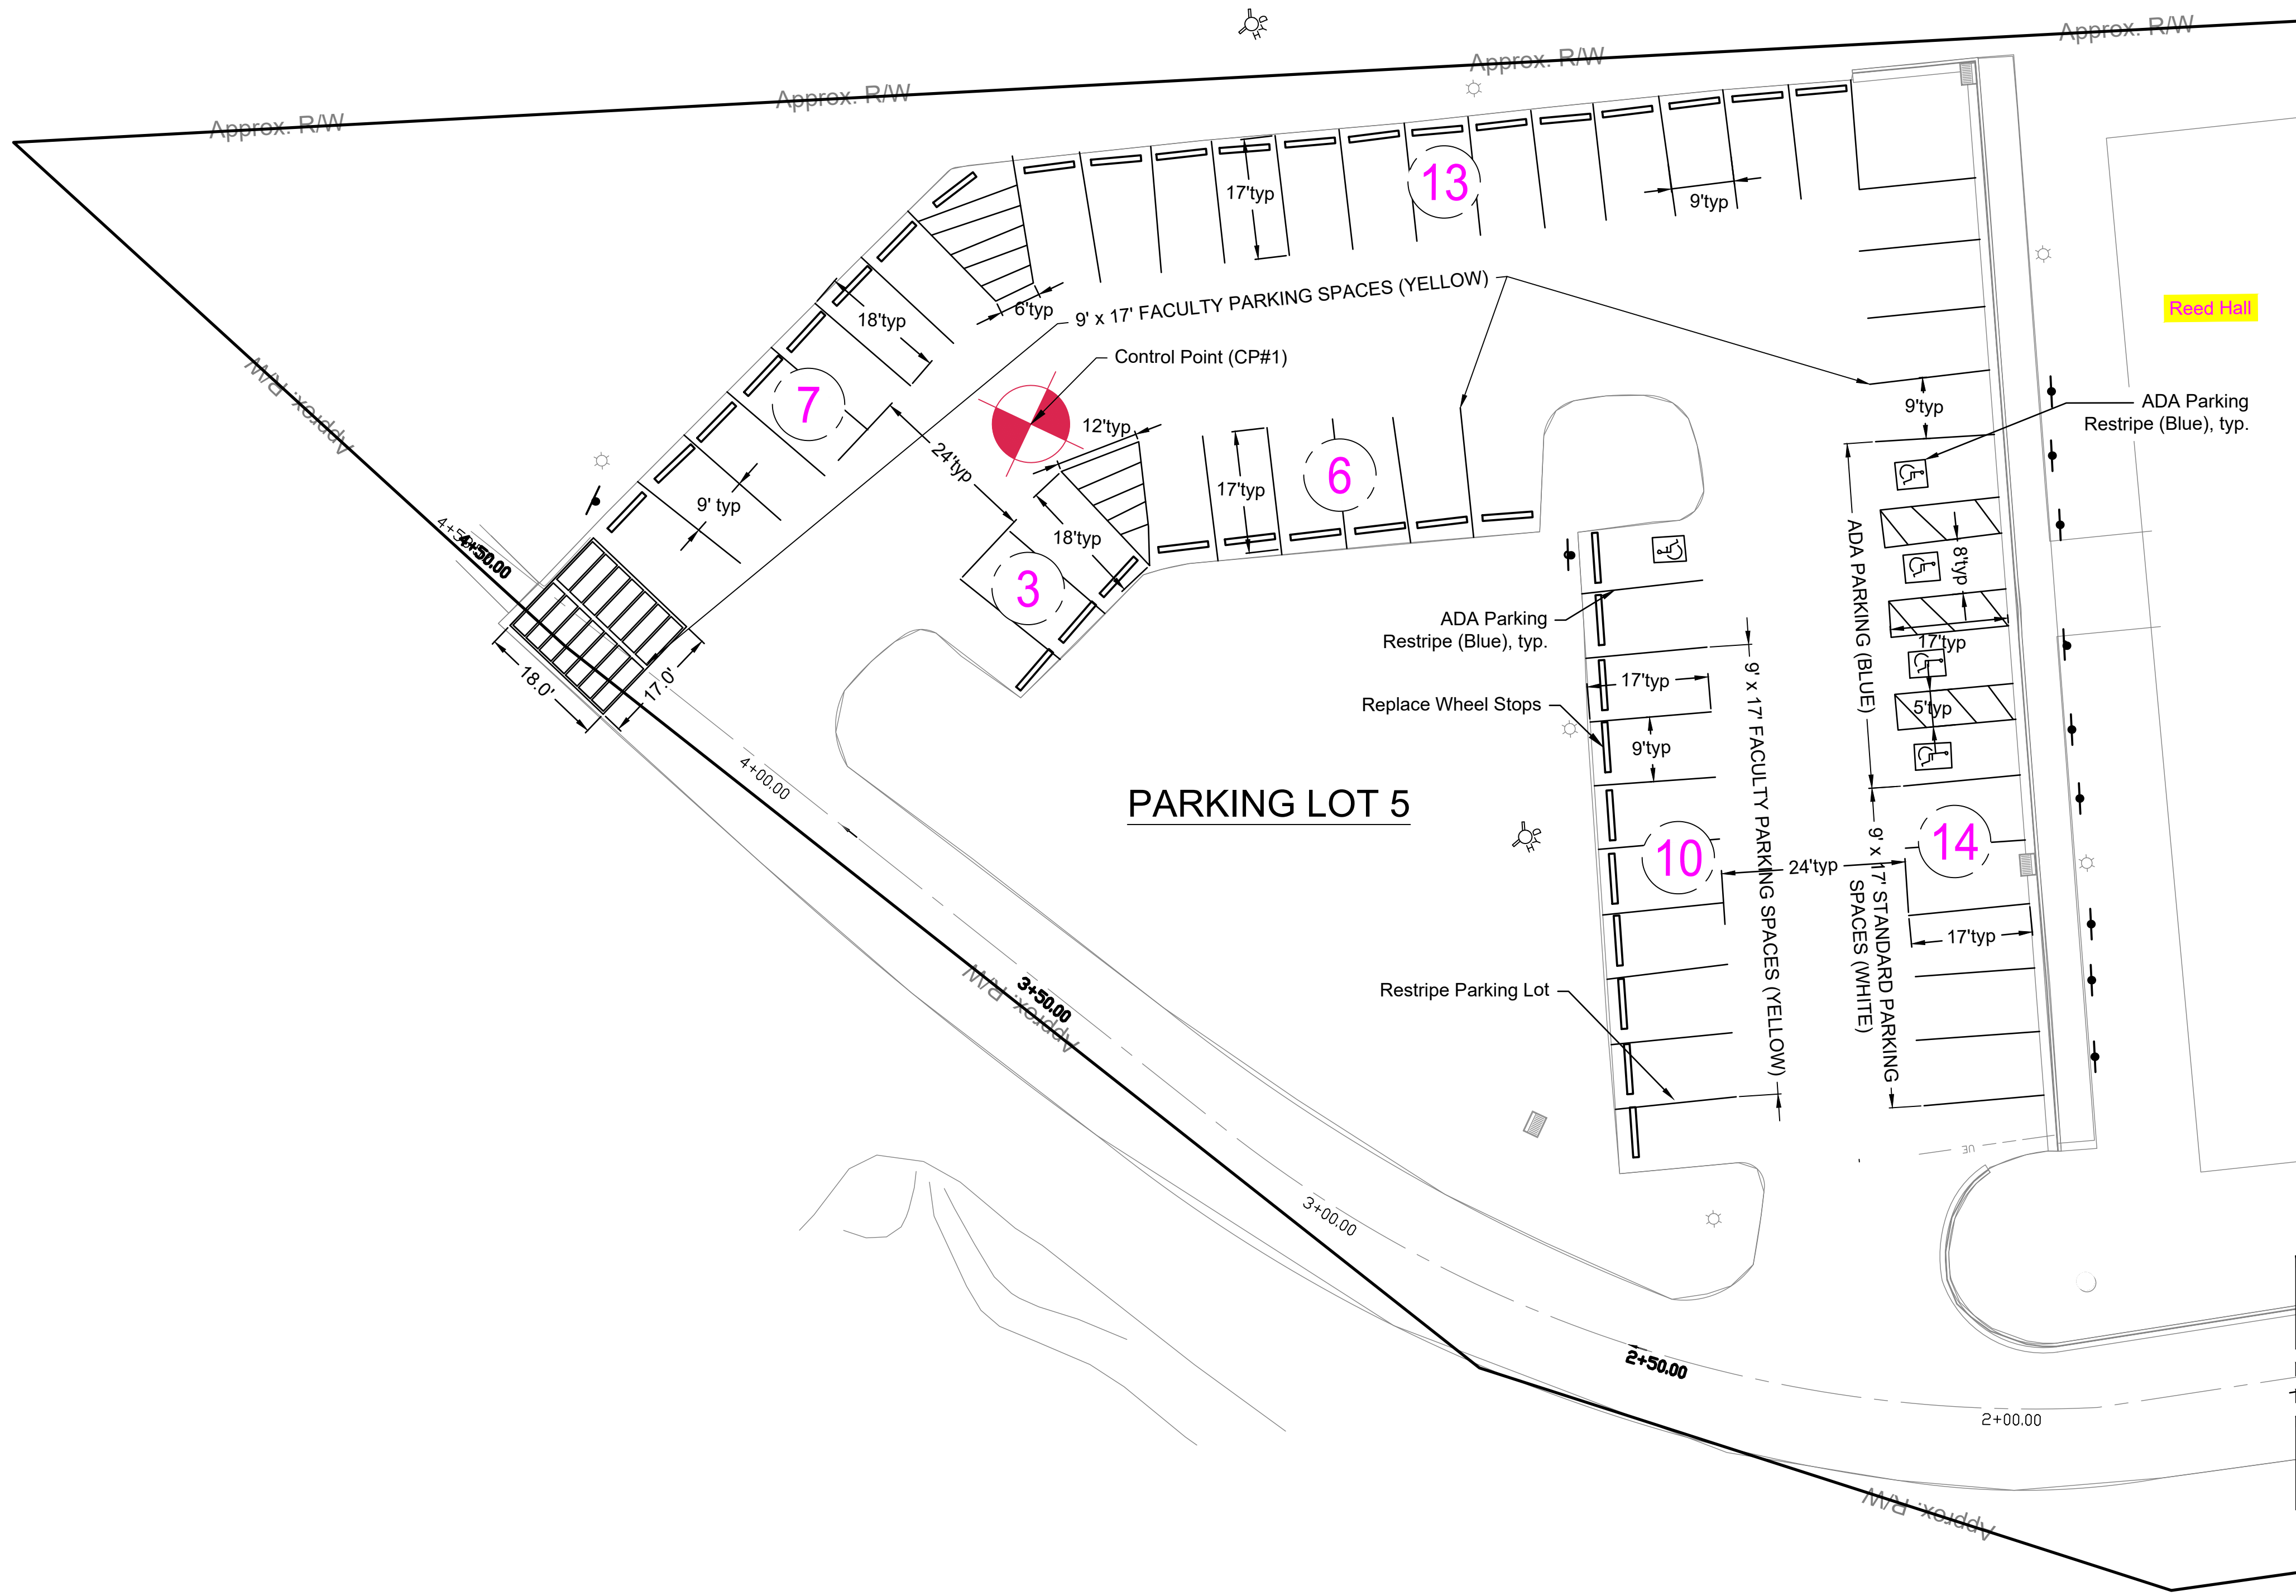 Approx. R/W
Approx. R/W
Approx. R/W
Approx. R/W
HYD
13
17'typ
9'typ
6'typ
9' x 17' FACULTY PARKING SPACES (YELLOW)
18'typ
Control Point (CP#1)
7
12'typ
24'typ
9' typ
18'typ
3
17'typ
6
Reed Hall
ADA Parking
Restripe (Blue), typ.
9'typ
ADA PARKING (BLUE)
8'typ
17'typ
5'typ
Approx. R/W
4+50.00
18.0'
17.0'
ADA Parking
Restripe (Blue), typ.
Replace Wheel Stops
17'typ
9'typ
9' x 17' FACULTY PARKING SPACES (YELLOW)
PARKING LOT 5
HYD
10
24'typ
14
17'typ
9' x 17' STANDARD PARKING
SPACES (WHITE)
Restripe Parking Lot
4+00.00
3+50.00
Approx. R/W
UE
3+00.00
2+50.00
2+00.00
Approx. R/W